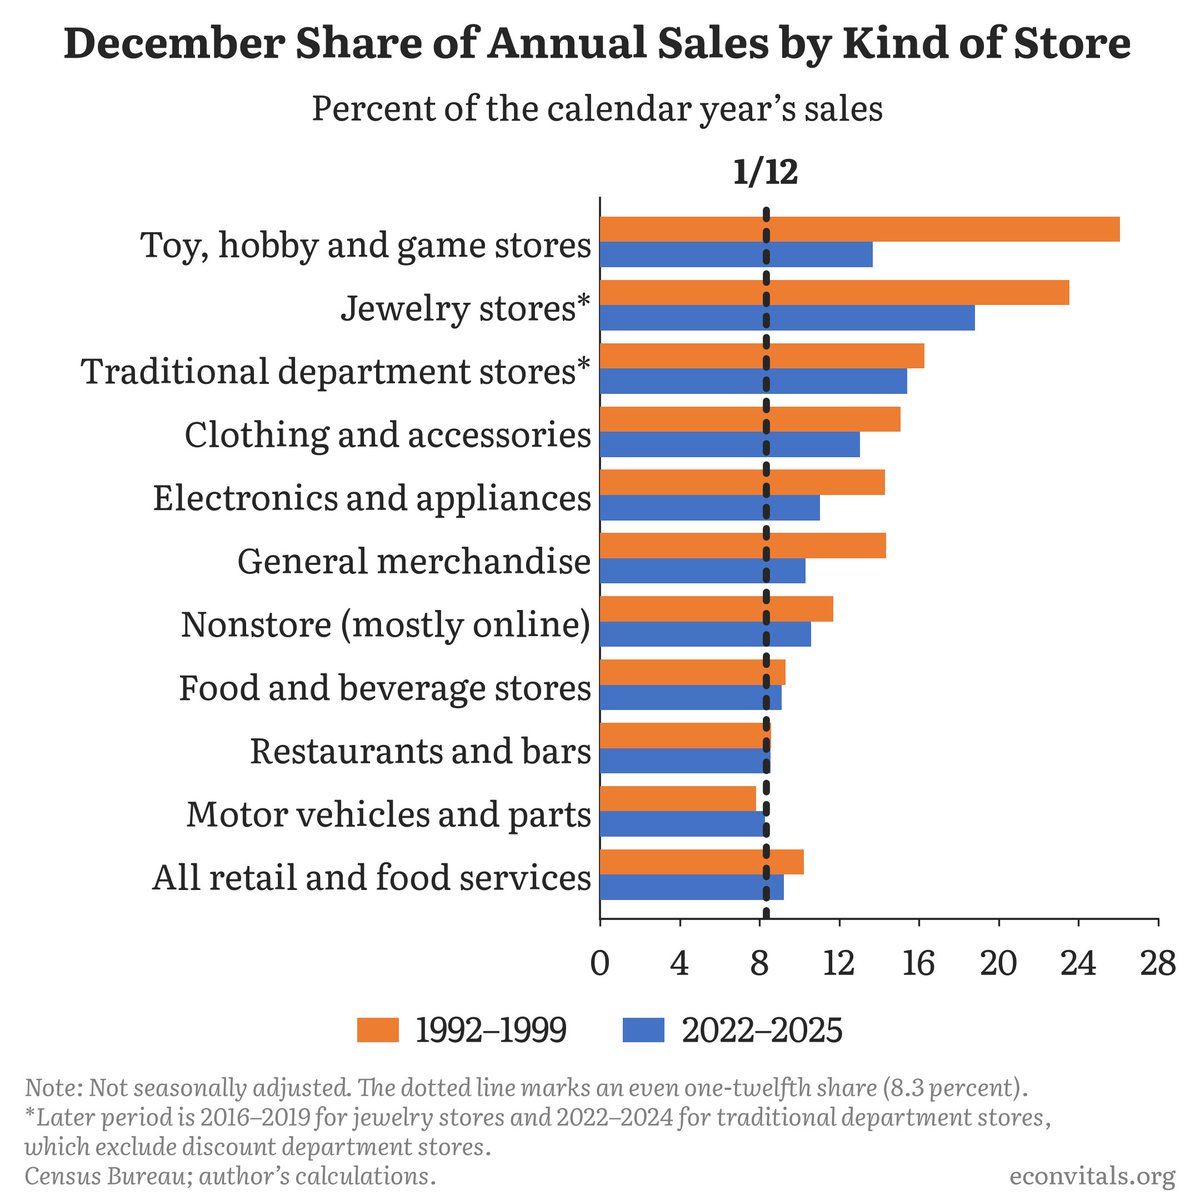 December Share of Annual Sales by Kind of Store
Percent of the calendar year’s sales
1/12
Toy, hobby and game stores
Jewelry stores*
Traditional department stores*
Clothing and accessories
Electronics and appliances
General merchandise
Nonstore (mostly online)
Food and beverage stores
Restaurants and bars
Motor vehicles and parts
All retail and food services
0 4 8 12 16 20 24 28
1992–1999 2022–2025
Note: Not seasonally adjusted. The dotted line marks an even one-twelfth share (8.3 percent).
*Later period is 2016–2019 for jewelry stores and 2022–2024 for traditional department stores,
which exclude discount department stores.
Census Bureau; author’s calculations. econvitals.org